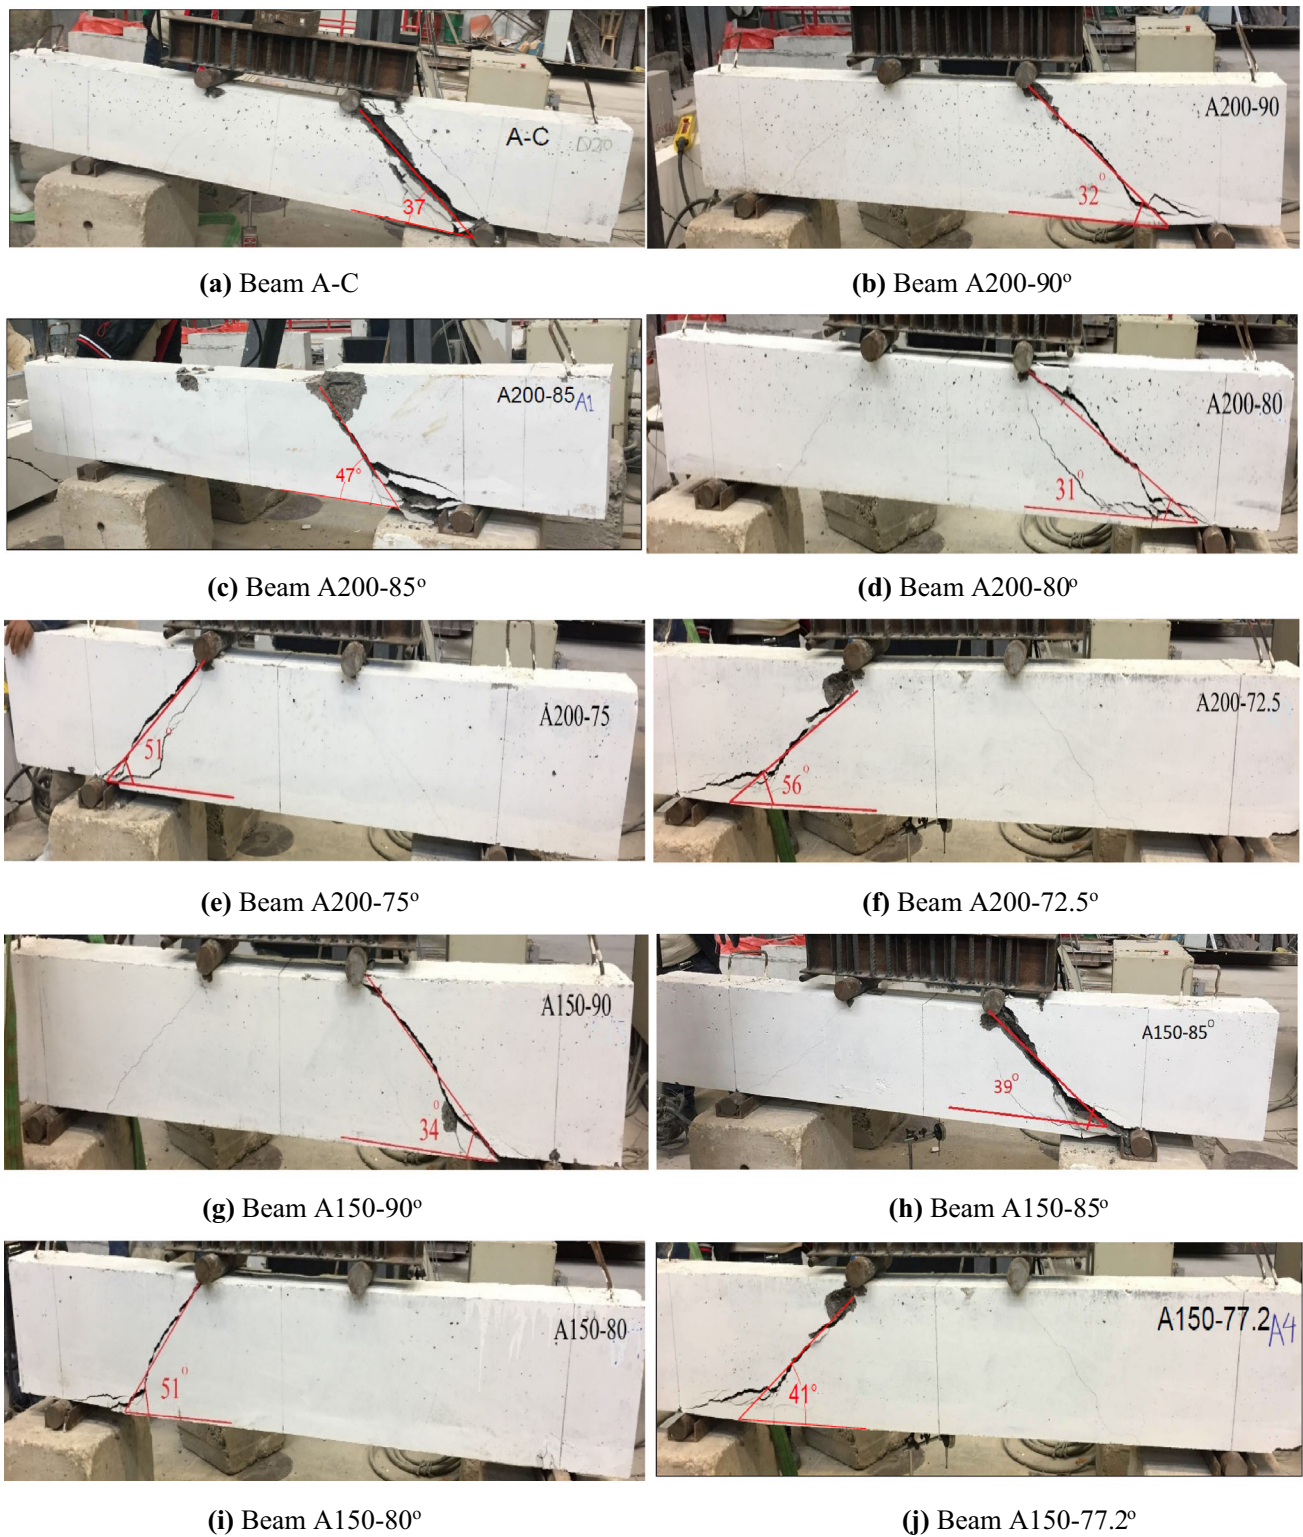 A-C
D20
37
(a) Beam A-C
A200-90
32°
(b) Beam A200-90°
A200-85 A1
47°
(c) Beam A200-85°
A200-80
31°
(d) Beam A200-80°
A200-75
51°
(e) Beam A200-75°
A200-72.5
56°
(f) Beam A200-72.5°
A150-90
34°
(g) Beam A150-90°
A150-85°
39°
(h) Beam A150-85°
A150-80
51°
(i) Beam A150-80°
A150-77.2 A4
41°
(j) Beam A150-77.2°